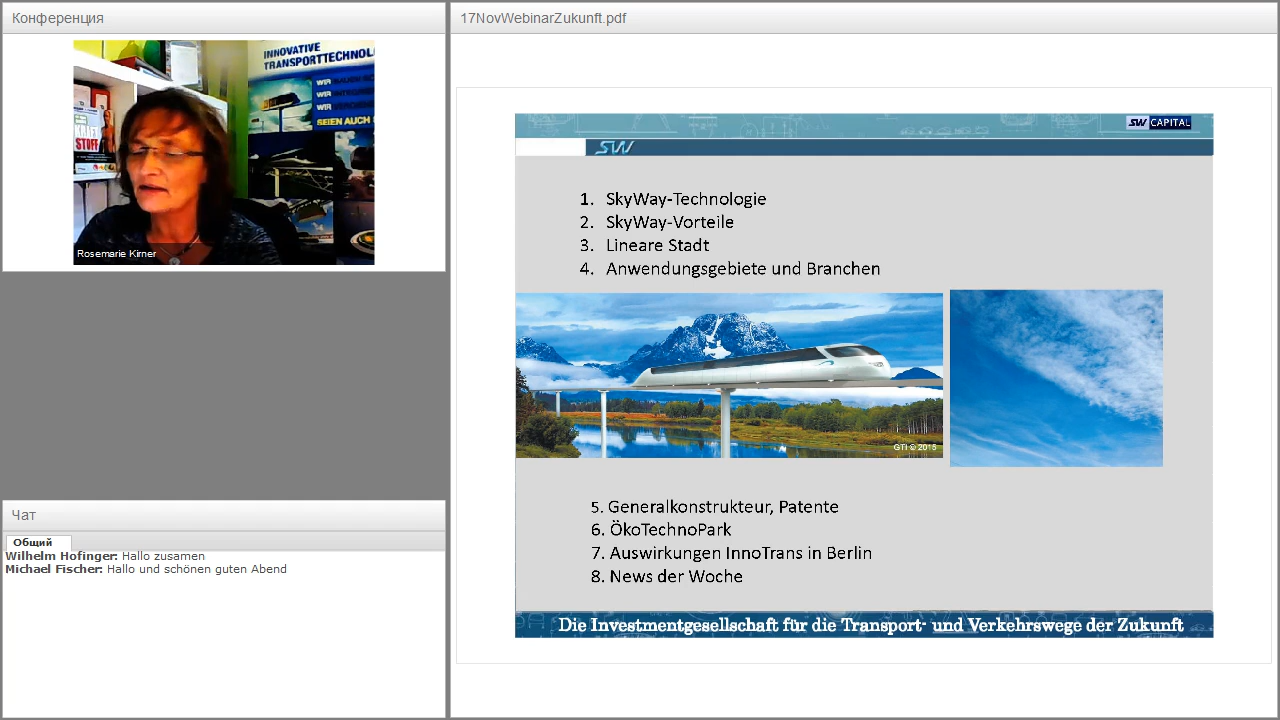 Конференция
INNOVATIVE
TRANSPORTTECHNOL
WIR
WIR
WIR
SEIEN AUCH S
KRAFT
STOFF
Rosemarie Kirner
Чат
Общий
Wilhelm Hofinger: Hallo zusamen
Michael Fischer: Hallo und schönen guten Abend
17NovWebinarZukunft.pdf
SW CAPITAL
SW
1. SkyWay-Technologie
2. SkyWay-Vorteile
3. Lineare Stadt
4. Anwendungsgebiete und Branchen
GTI © 2015
5. Generalkonstrukteur, Patente
6. ÖkoTechnoPark
7. Auswirkungen InnoTrans in Berlin
8. News der Woche
Die Investmentgesellschaft für die Transport- und Verkehrswege der Zukunft